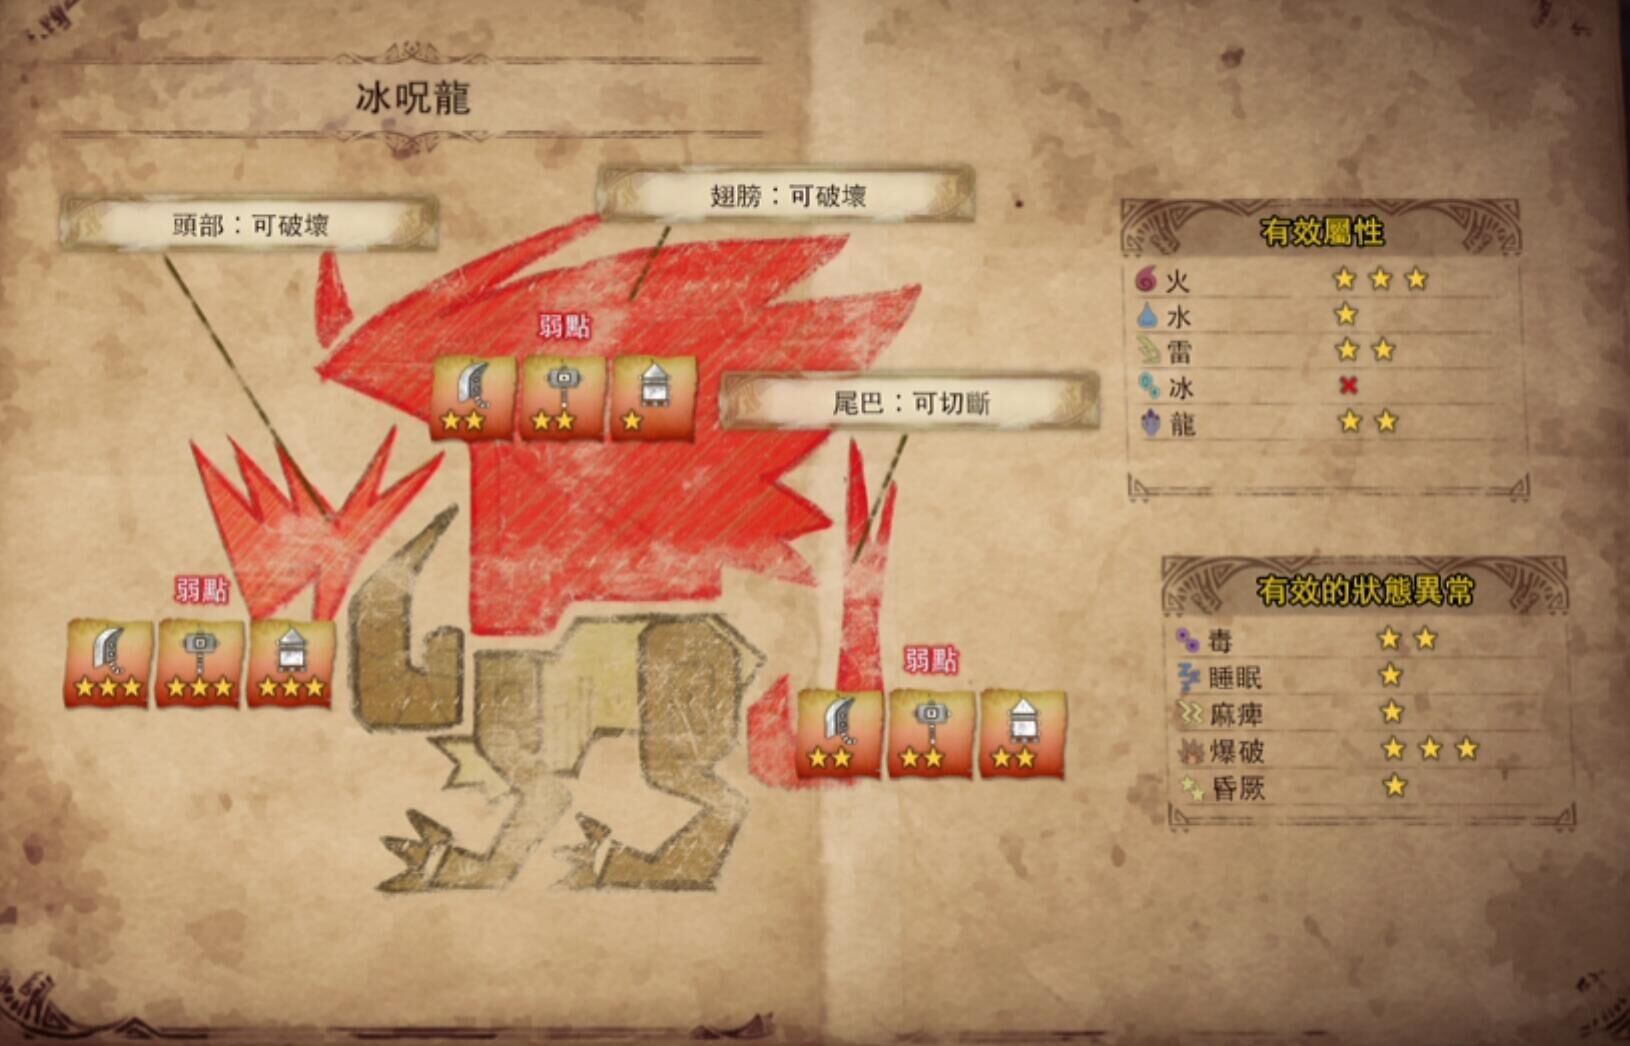 冰呪龍
頭部：可破壞
翅膀：可破壞
弱點
尾巴：可切斷
弱點
弱點
有效屬性
火
水
雷
冰
龍
有效的狀態異常
毒
睡眠
麻痺
爆破
昏厥